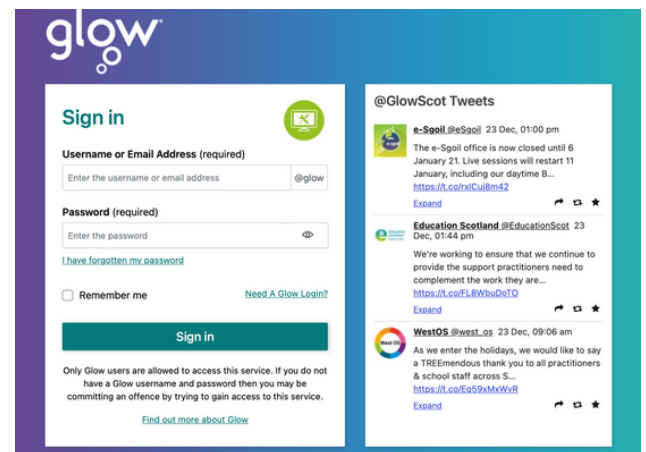 glow
Sign in
Username or Email Address (required)
Enter the username or email address
@glow
Password (required)
Enter the password
I have forgotten my password
Remember me
Need A Glow Login?
Sign in
Only Glow users are allowed to access this service. If you do not
have a Glow username and password then you may be
committing an offence by trying to gain access to this service.
Find out more about Glow
@GlowScot Tweets
e-Sgoil @eSgoil 23 Dec, 01:00 pm
The e-Sgoil office is now closed until 6
January 21. Live sessions will restart 11
January, including our daytime B...
https://t.co/rxICuj8m42
Expand
Education Scotland @EducationScot 23
Dec, 01:44 pm
We're working to ensure that we continue to
provide the support practitioners need to
complement the work they are...
https://t.co/FL8WbuDoTO
Expand
West OS
WestOS @west_os 23 Dec, 09:06 am
As we enter the holidays, we would like to say
a TREEmendous thank you to all practitioners
& school staff across S...
https://t.co/Eg59xMxWvR
Expand